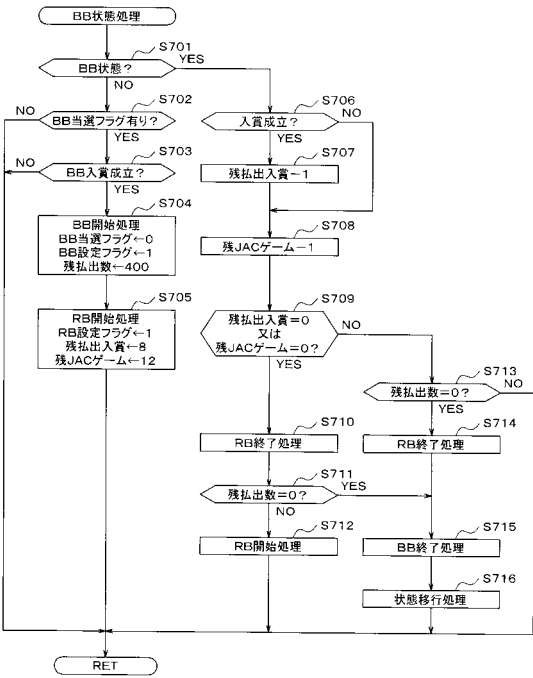 BB状態処理
S701
BB状態？
YES
NO
S702
NO
BB当選フラグ有り？
YES
S703
NO
BB入賞成立？
YES
S704
BB開始処理
BB当選フラグ←0
BB設定フラグ←1
残払出数←400
S705
RB開始処理
RB設定フラグ←1
残払出入賞←8
残JACゲーム←12
S706
入賞成立？
NO
YES
S707
残払出入賞－1
S708
残JACゲーム－1
S709
残払出入賞=0
又は
残JACゲーム=0？
NO
YES
S710
RB終了処理
S711
残払出数=0？
YES
NO
S712
RB開始処理
S713
残払出数=0？
NO
YES
S714
RB終了処理
S715
BB終了処理
S716
状態移行処理
RET